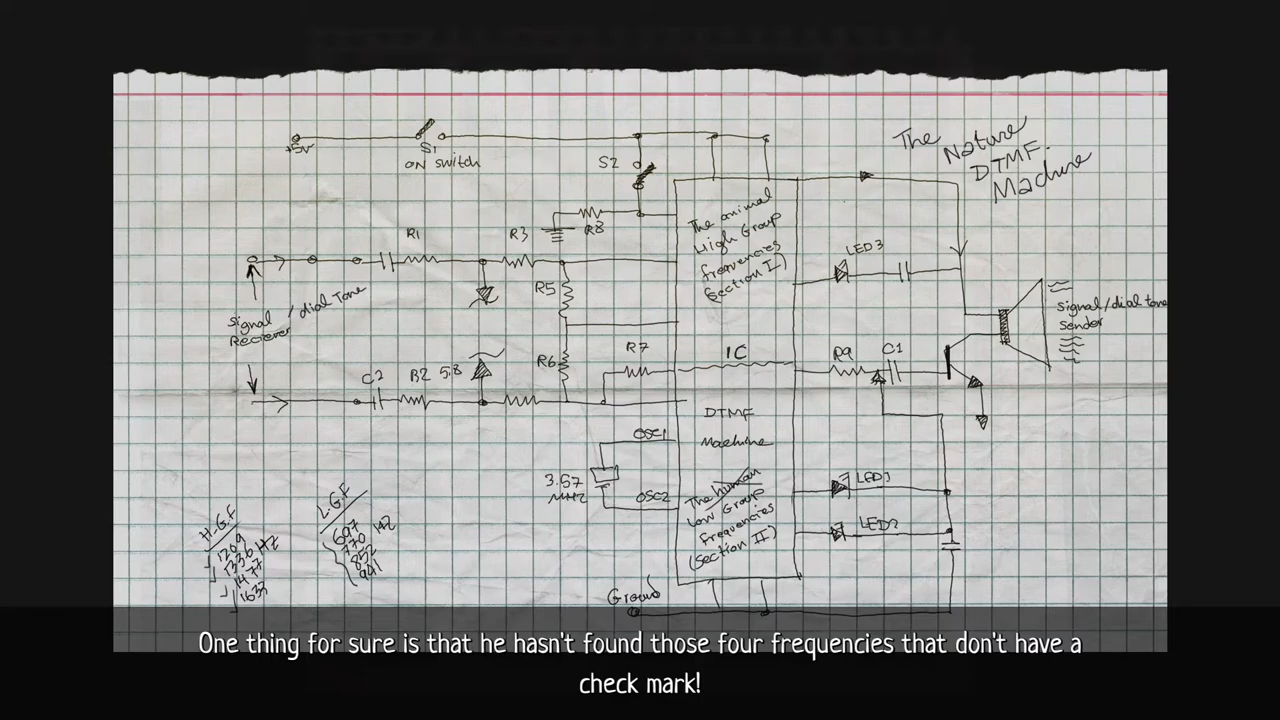 The Nature
DTMF.
Machine
+5v
S1
ON switch
S2
R8
The animal
High Group
frequencies
(section I)
LED3
R1
R3
R5
Signal / dial Tone
Reciever
Signal/dial tone
Sender
R6
R7
IC
R9
C1
C2
R2
5.8
DTMF
Machine
OSC1
3.57
MHZ
OSC2
The human
Low Group
Frequencies
(section II)
LED1
LED2
H.G.F
1209
1336 HZ
1477
1637
L.G.F
697
770 HZ
852
941
Ground
One thing for sure is that he hasn't found those four frequencies that don't have a
check mark!